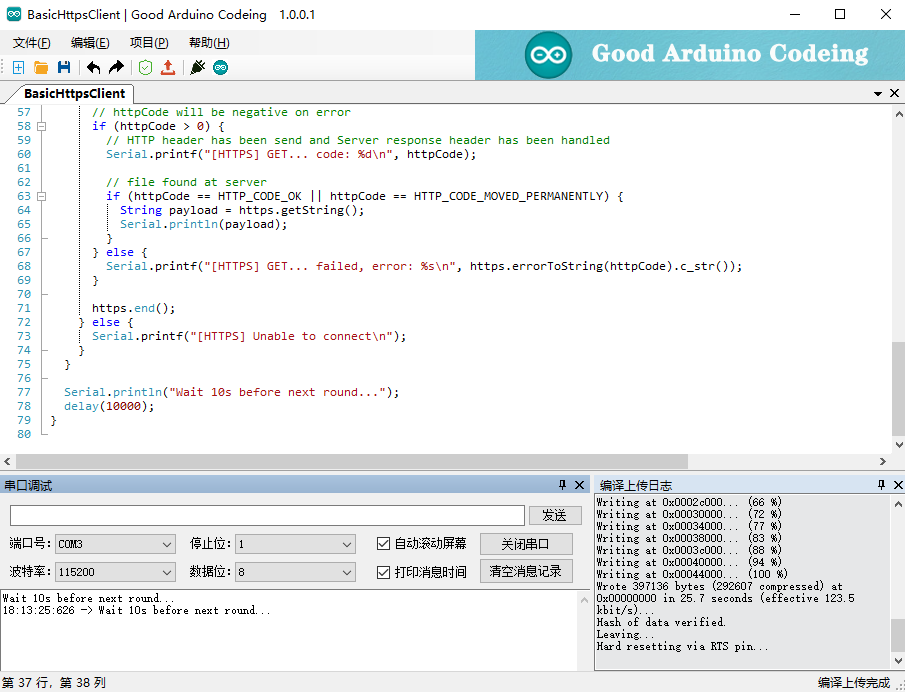 BasicHttpsClient | Good Arduino Codeing 1.0.0.1
文件(F) 编辑(E) 项目(P) 帮助(H)
Good Arduino Codeing
BasicHttpsClient
57 // httpCode will be negative on error
58 if (httpCode > 0) {
59 // HTTP header has been send and Server response header has been handled
60 Serial.printf("[HTTPS] GET... code: %d\n", httpCode);
61
62 // file found at server
63 if (httpCode == HTTP_CODE_OK || httpCode == HTTP_CODE_MOVED_PERMANENTLY) {
64 String payload = https.getString();
65 Serial.println(payload);
66 }
67 } else {
68 Serial.printf("[HTTPS] GET... failed, error: %s\n", https.errorToString(httpCode).c_str());
69 }
70
71 https.end();
72 } else {
73 Serial.printf("[HTTPS] Unable to connect\n");
74 }
75 }
76
77 Serial.println("Wait 10s before next round...");
78 delay(10000);
79 }
80
串口调试
发送
端口号: COM3 停止位: 1 自动滚动屏幕 关闭串口
波特率: 115200 数据位: 8 打印消息时间 清空消息记录
Wait 10s before next round...
18:13:25:626 -> Wait 10s before next round...
编译上传日志
Writing at 0x0002c000... (66 %)
Writing at 0x00030000... (72 %)
Writing at 0x00034000... (77 %)
Writing at 0x00038000... (83 %)
Writing at 0x0003c000... (88 %)
Writing at 0x00040000... (94 %)
Writing at 0x00044000... (100 %)
Wrote 397136 bytes (292607 compressed) at
0x00000000 in 25.7 seconds (effective 123.5
kbit/s)...
Hash of data verified.
Leaving...
Hard resetting via RTS pin...
第 37 行，第 38 列
编译上传完成